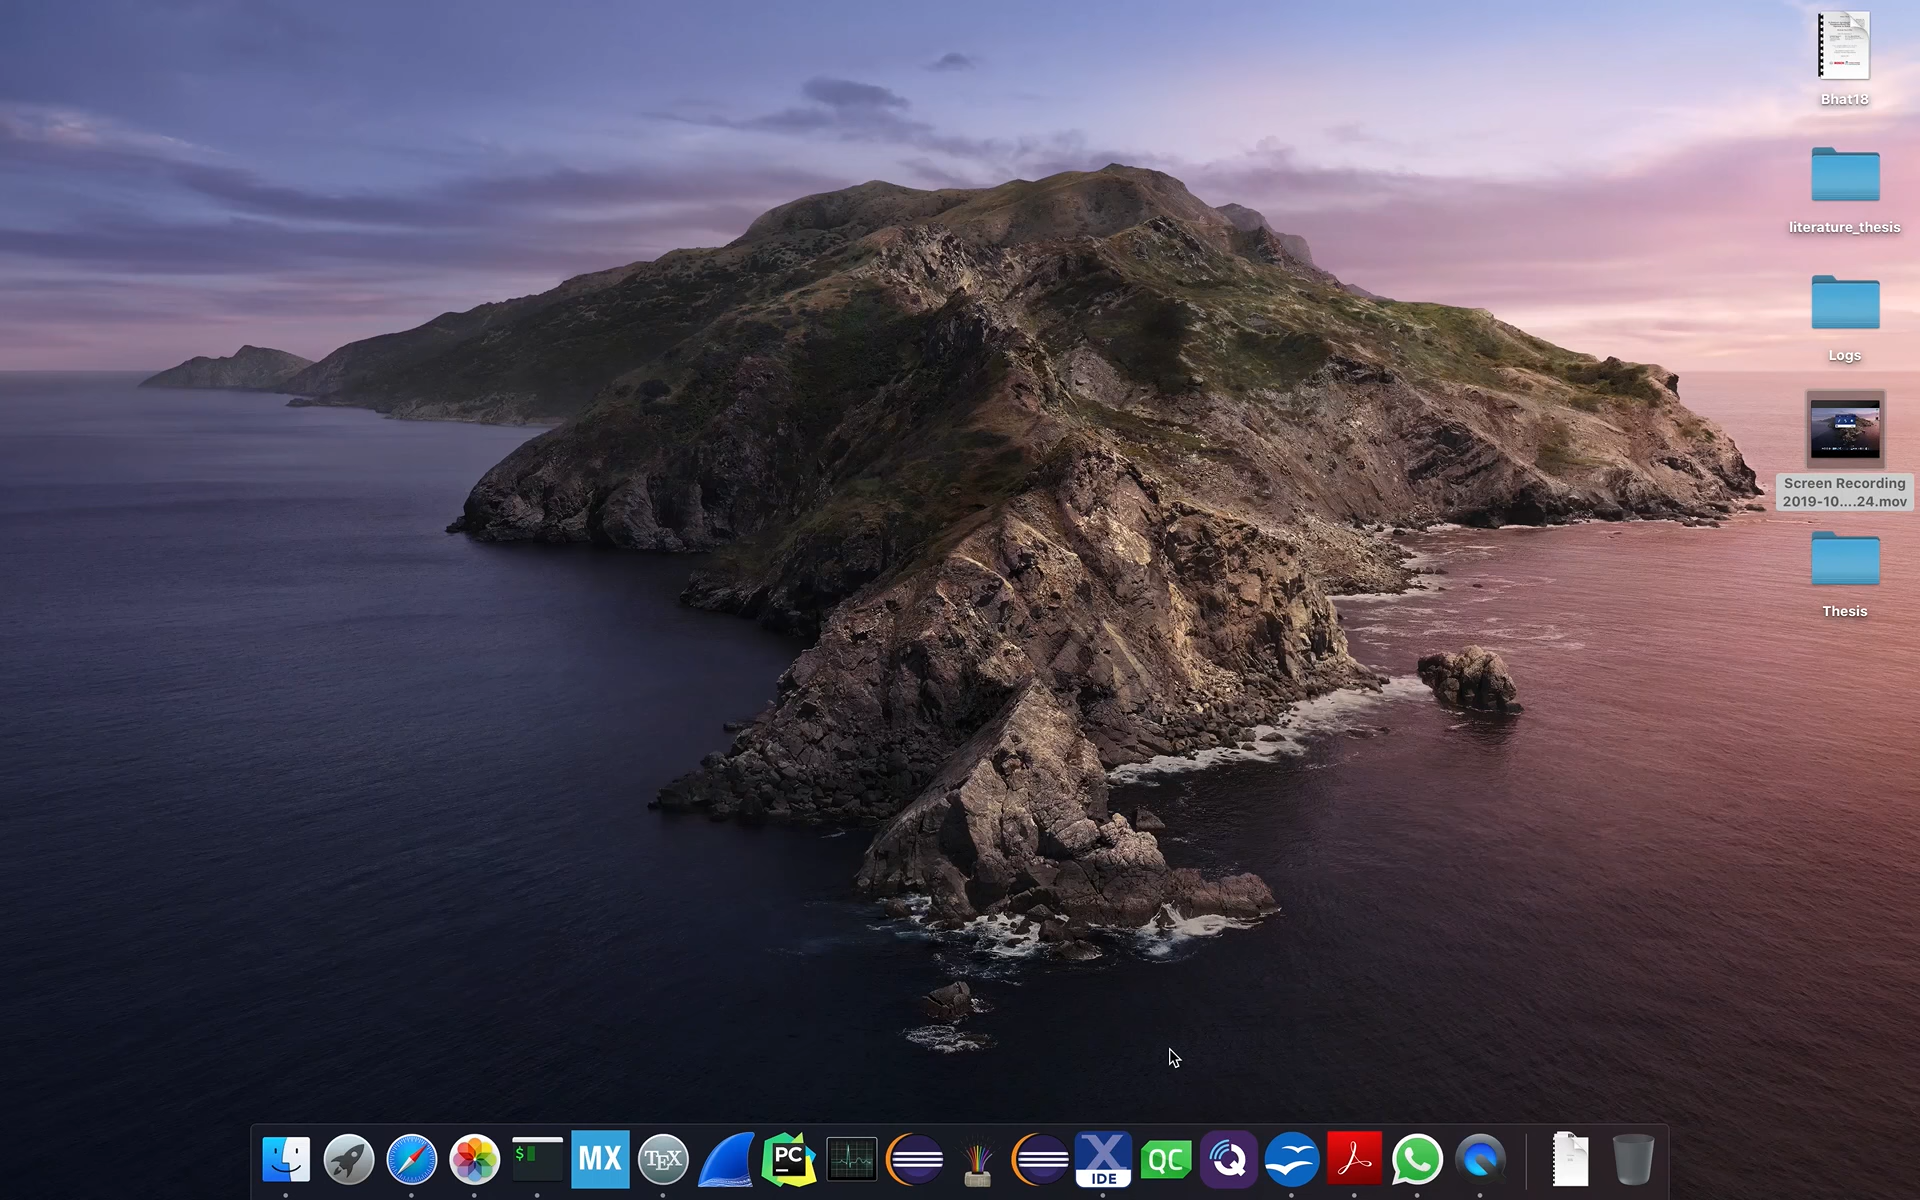 Bhat18
literature_thesis
Logs
Screen Recording
2019-10....24.mov
Thesis
$
MX
TEX
PC
IDE
QC